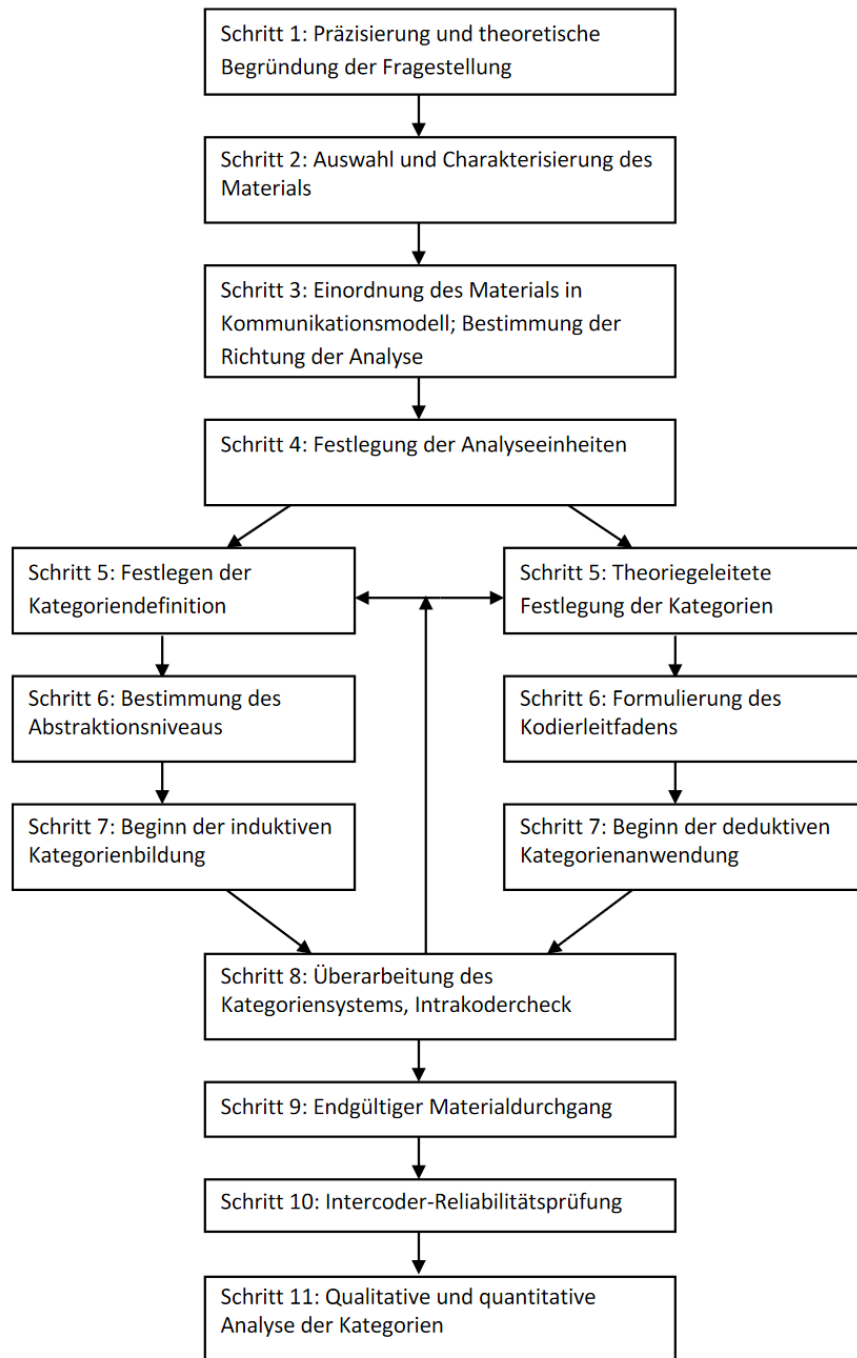 Schritt 1: Präzisierung und theoretische
Begründung der Fragestellung
Schritt 2: Auswahl und Charakterisierung des
Materials
Schritt 3: Einordnung des Materials in
Kommunikationsmodell; Bestimmung der
Richtung der Analyse
Schritt 4: Festlegung der Analyseeinheiten
Schritt 5: Festlegen der
Kategoriendefinition
Schritt 5: Theoriegeleitete
Festlegung der Kategorien
Schritt 6: Bestimmung des
Abstraktionsniveaus
Schritt 6: Formulierung des
Kodierleitfadens
Schritt 7: Beginn der induktiven
Kategorienbildung
Schritt 7: Beginn der deduktiven
Kategorienanwendung
Schritt 8: Überarbeitung des
Kategoriensystems, Intrakodercheck
Schritt 9: Endgültiger Materialdurchgang
Schritt 10: Intercoder-Reliabilitätsprüfung
Schritt 11: Qualitative und quantitative
Analyse der Kategorien